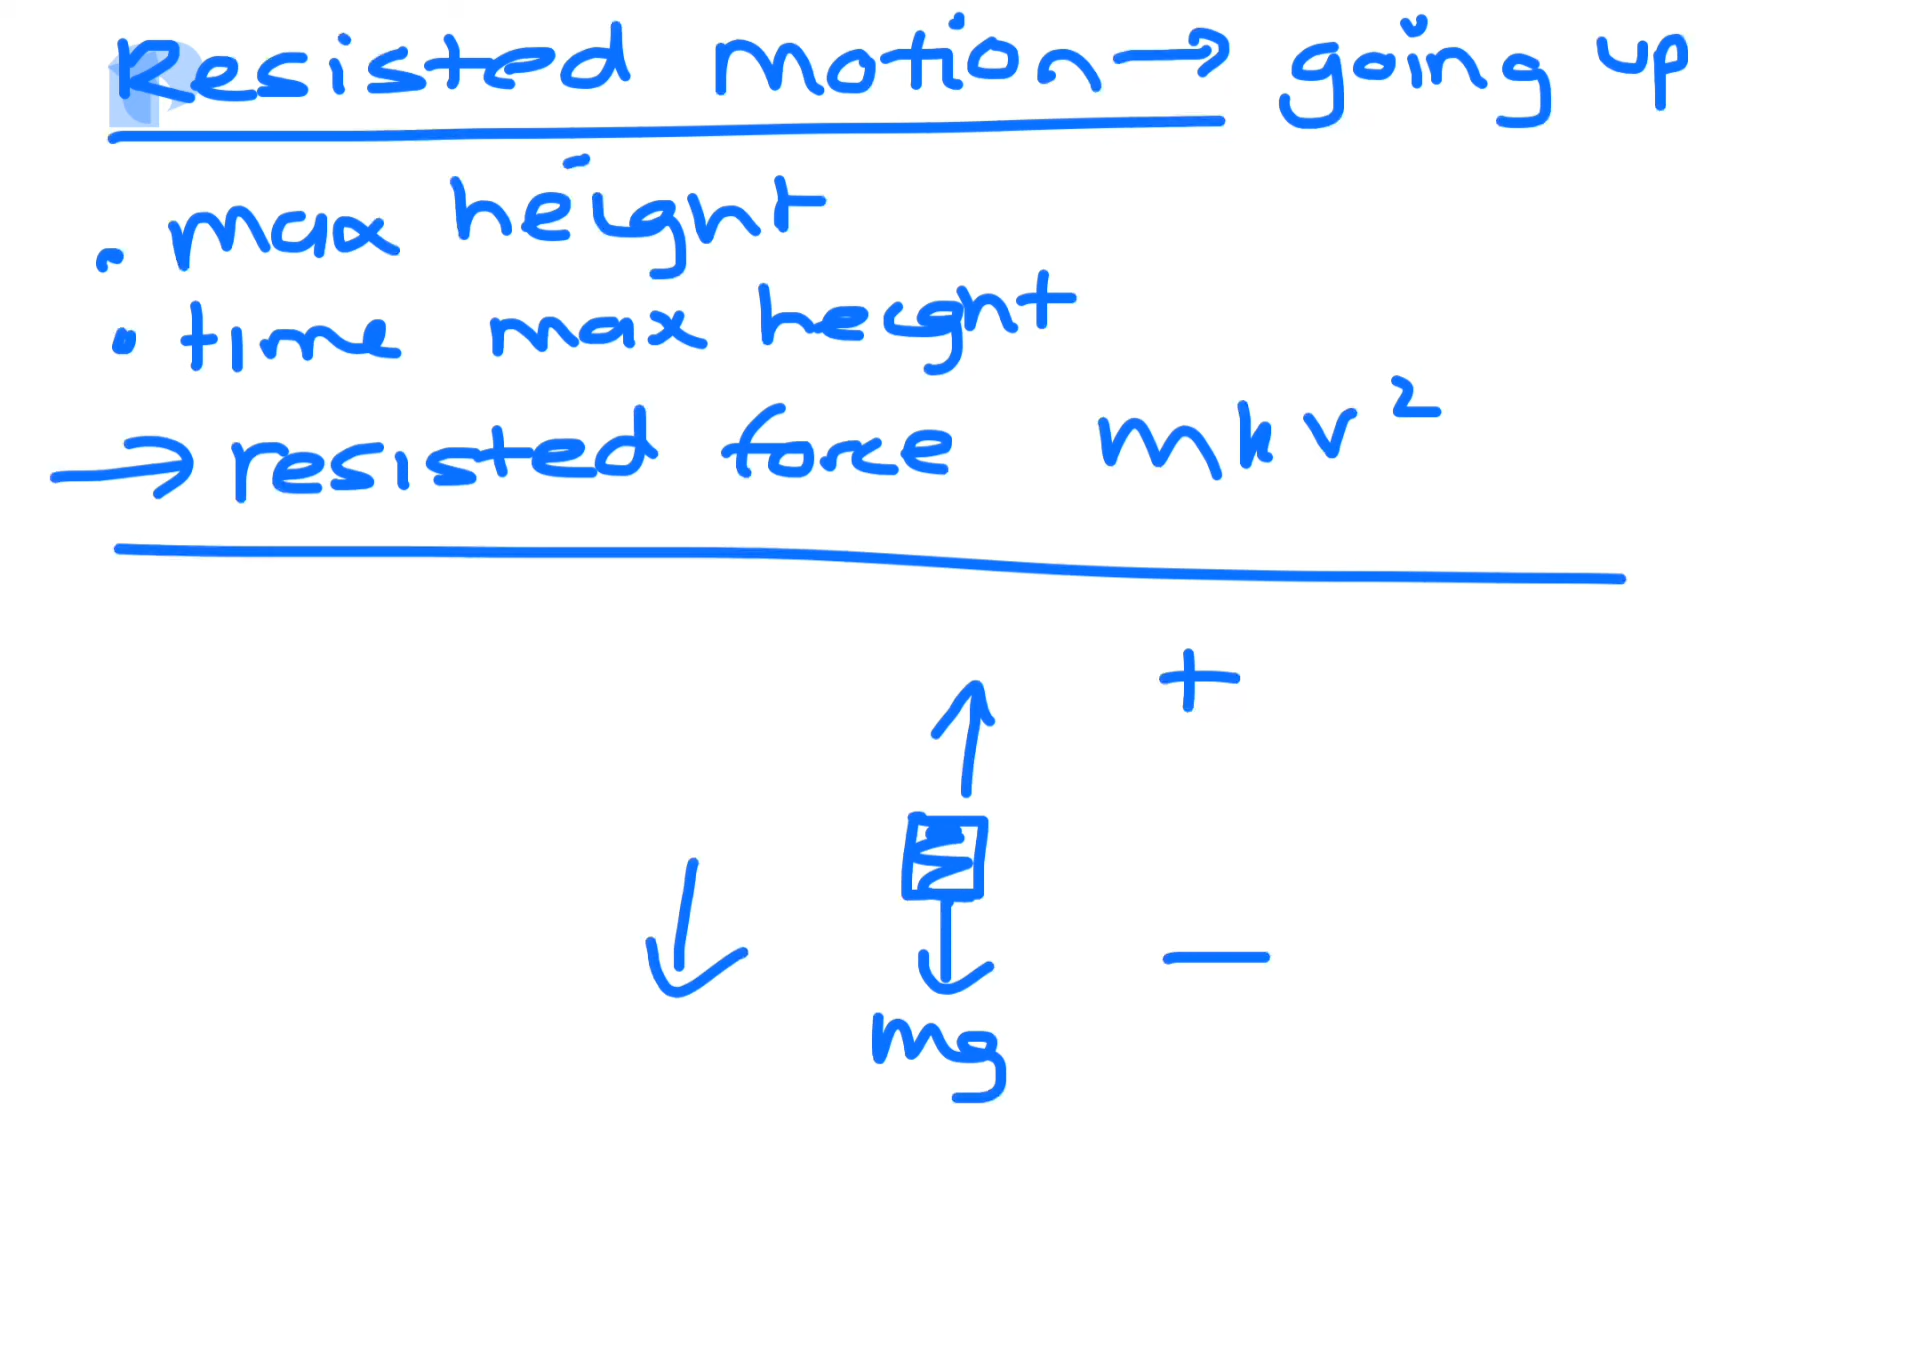 Resisted motion → going up
• max height
• time max height
→ resisted force mkv²
+
—
mg